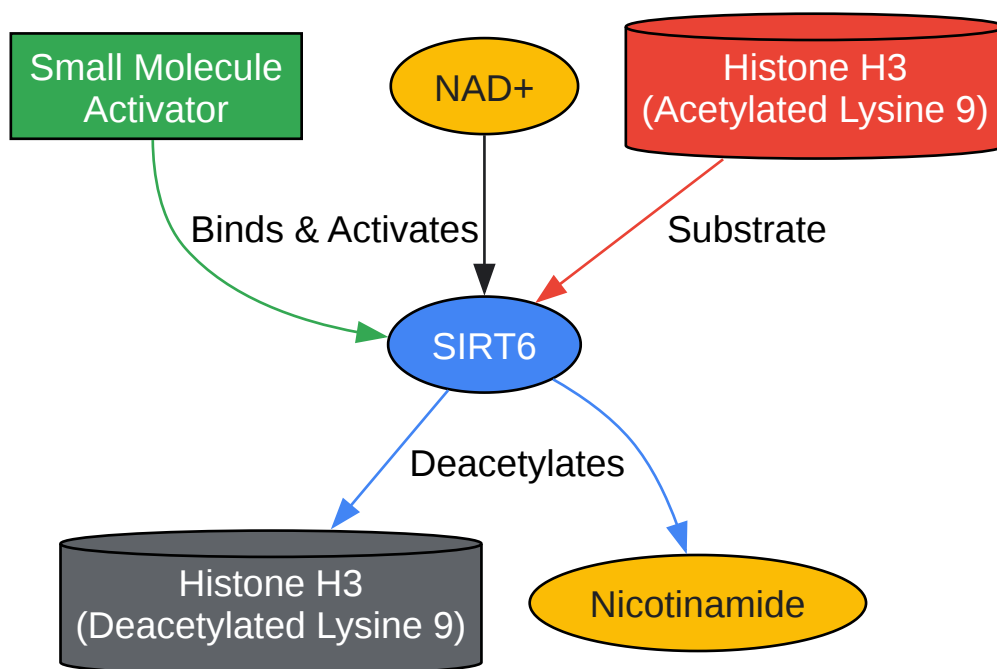 Small Molecule
Activator
NAD+
Histone H3
(Acetylated Lysine 9)
Binds & Activates
Substrate
SIRT6
Deacetylates
Histone H3
(Deacetylated Lysine 9)
Nicotinamide